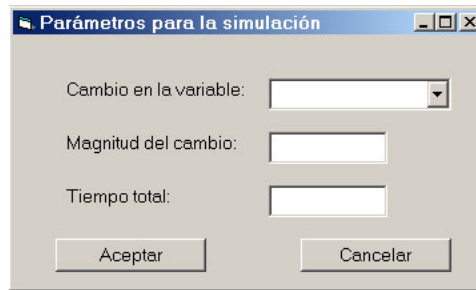 Parámetros para la simulación
Cambio en la variable:
Magnitud del cambio:
Tiempo total:
Aceptar Cancelar